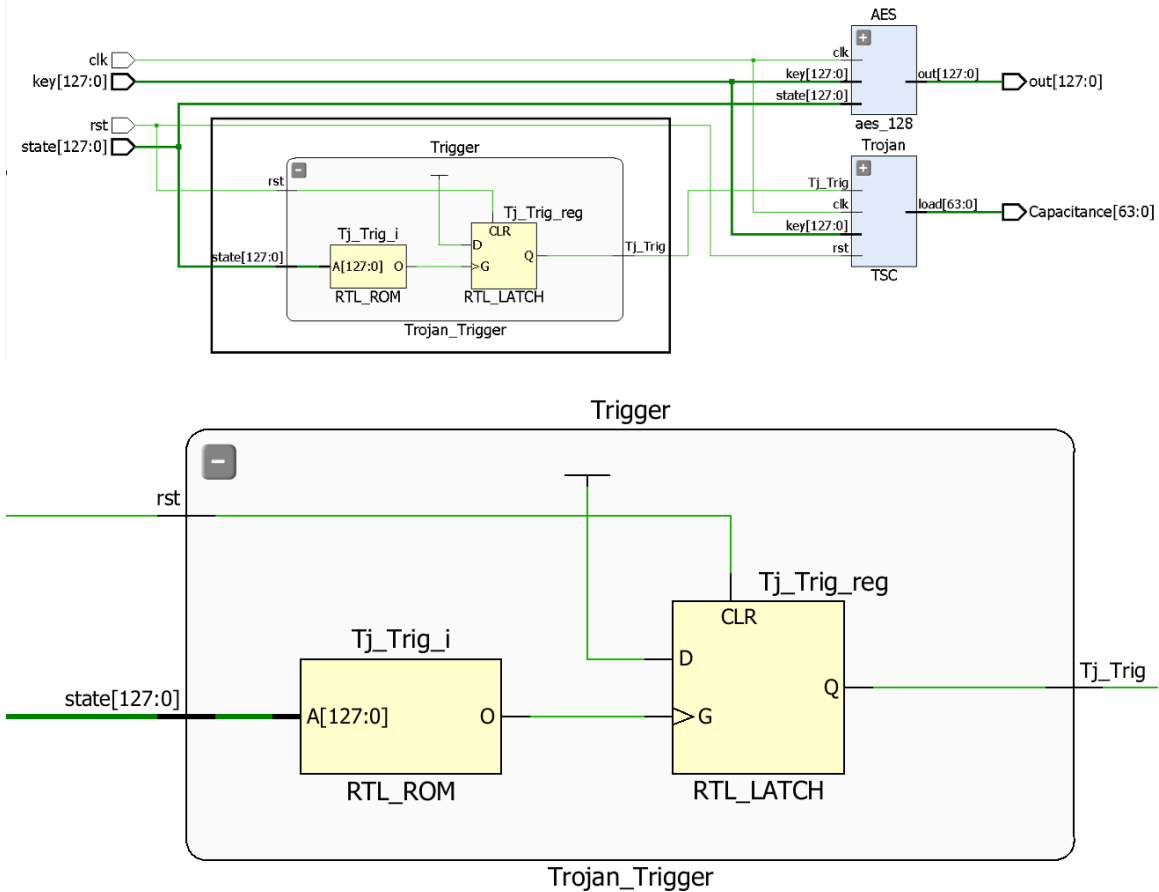 AES
clk
clk
key[127:0]
key[127:0]
out[127:0]
out[127:0]
state[127:0]
rst
aes_128
state[127:0]
Trigger
Trojan
rst
Tj_Trig
Tj_Trig_reg
clk
load[63:0]
Capacitance[63:0]
CLR
Tj_Trig_i
D
key[127:0]
state[127:0]
A[127:0]
O
G
Q
Tj_Trig
rst
RTL_ROM
RTL_LATCH
TSC
Trojan_Trigger
Trigger
rst
Tj_Trig_reg
CLR
Tj_Trig_i
D
state[127:0]
A[127:0]
O
G
Q
Tj_Trig
RTL_ROM
RTL_LATCH
Trojan_Trigger